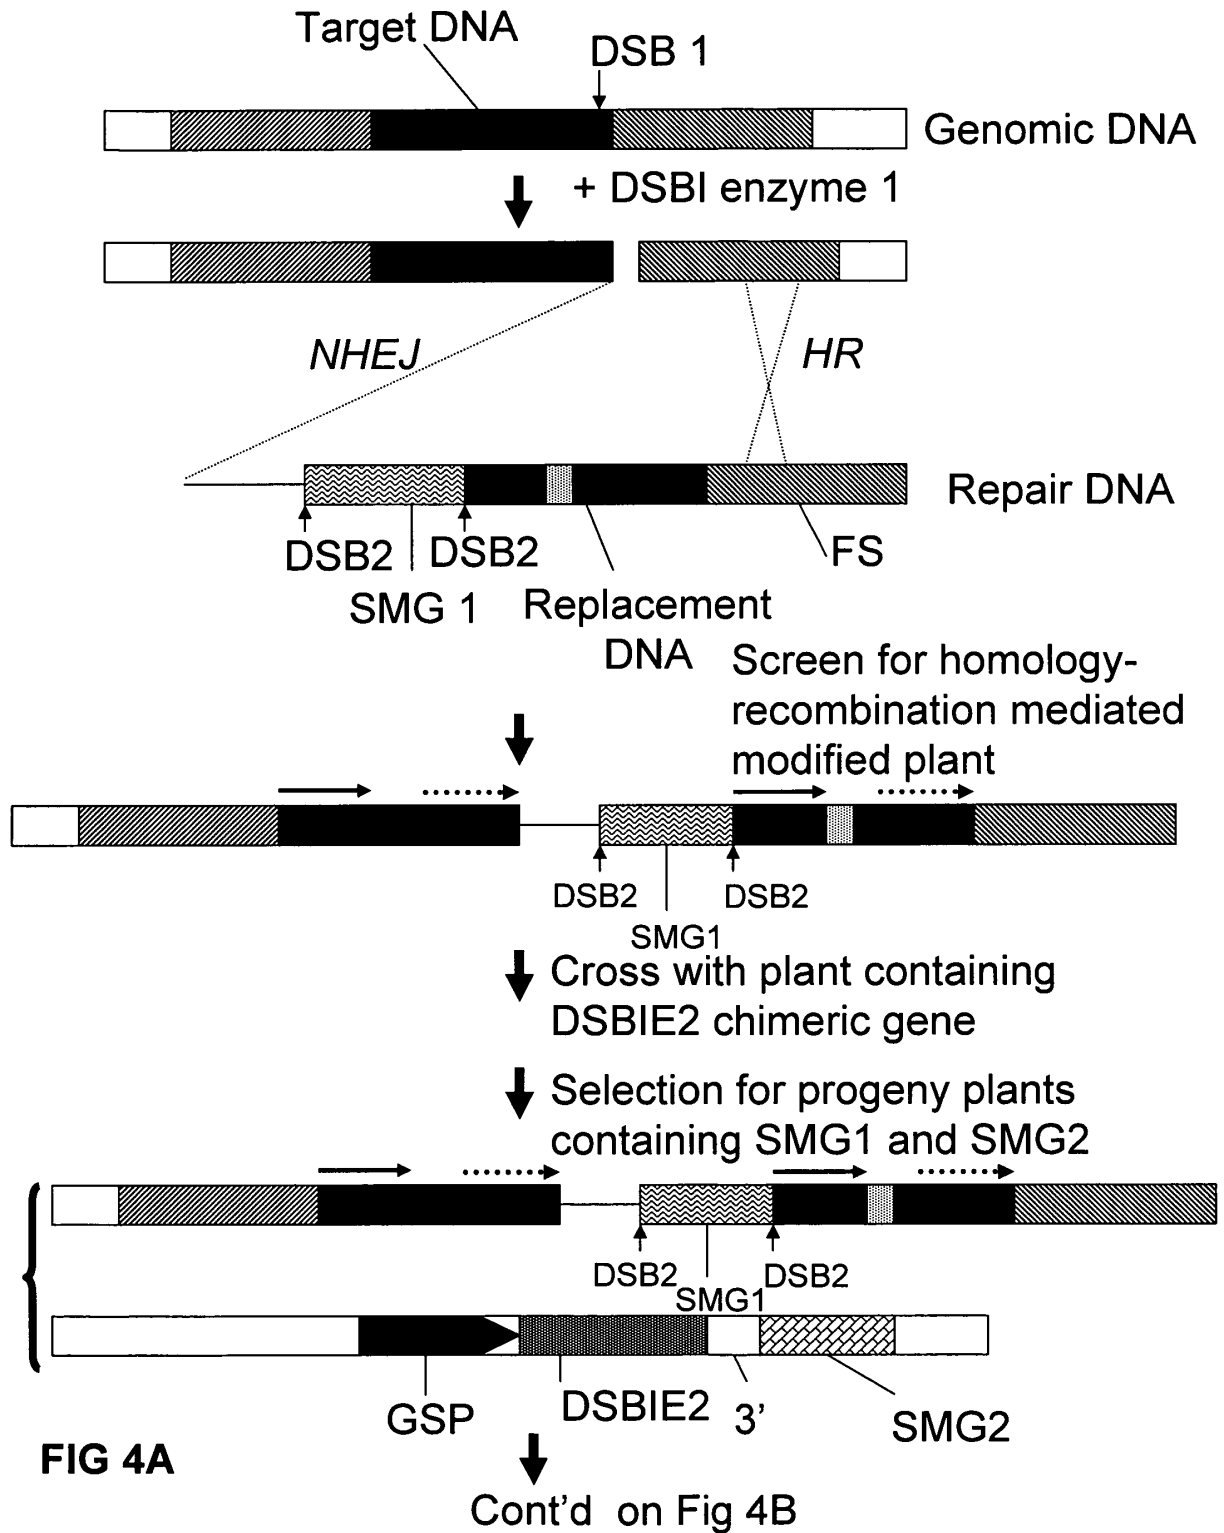 Target DNA
DSB 1
Genomic DNA
+ DSBI enzyme 1
NHEJ
HR
Repair DNA
DSB2
DSB2
FS
SMG 1
Replacement
DNA
Screen for homology-
recombination mediated
modified plant
DSB2
DSB2
SMG1
Cross with plant containing
DSBIE2 chimeric gene
Selection for progeny plants
containing SMG1 and SMG2
DSB2
DSB2
SMG1
GSP
DSBIE2
3’
SMG2
FIG 4A
Cont'd on Fig 4B